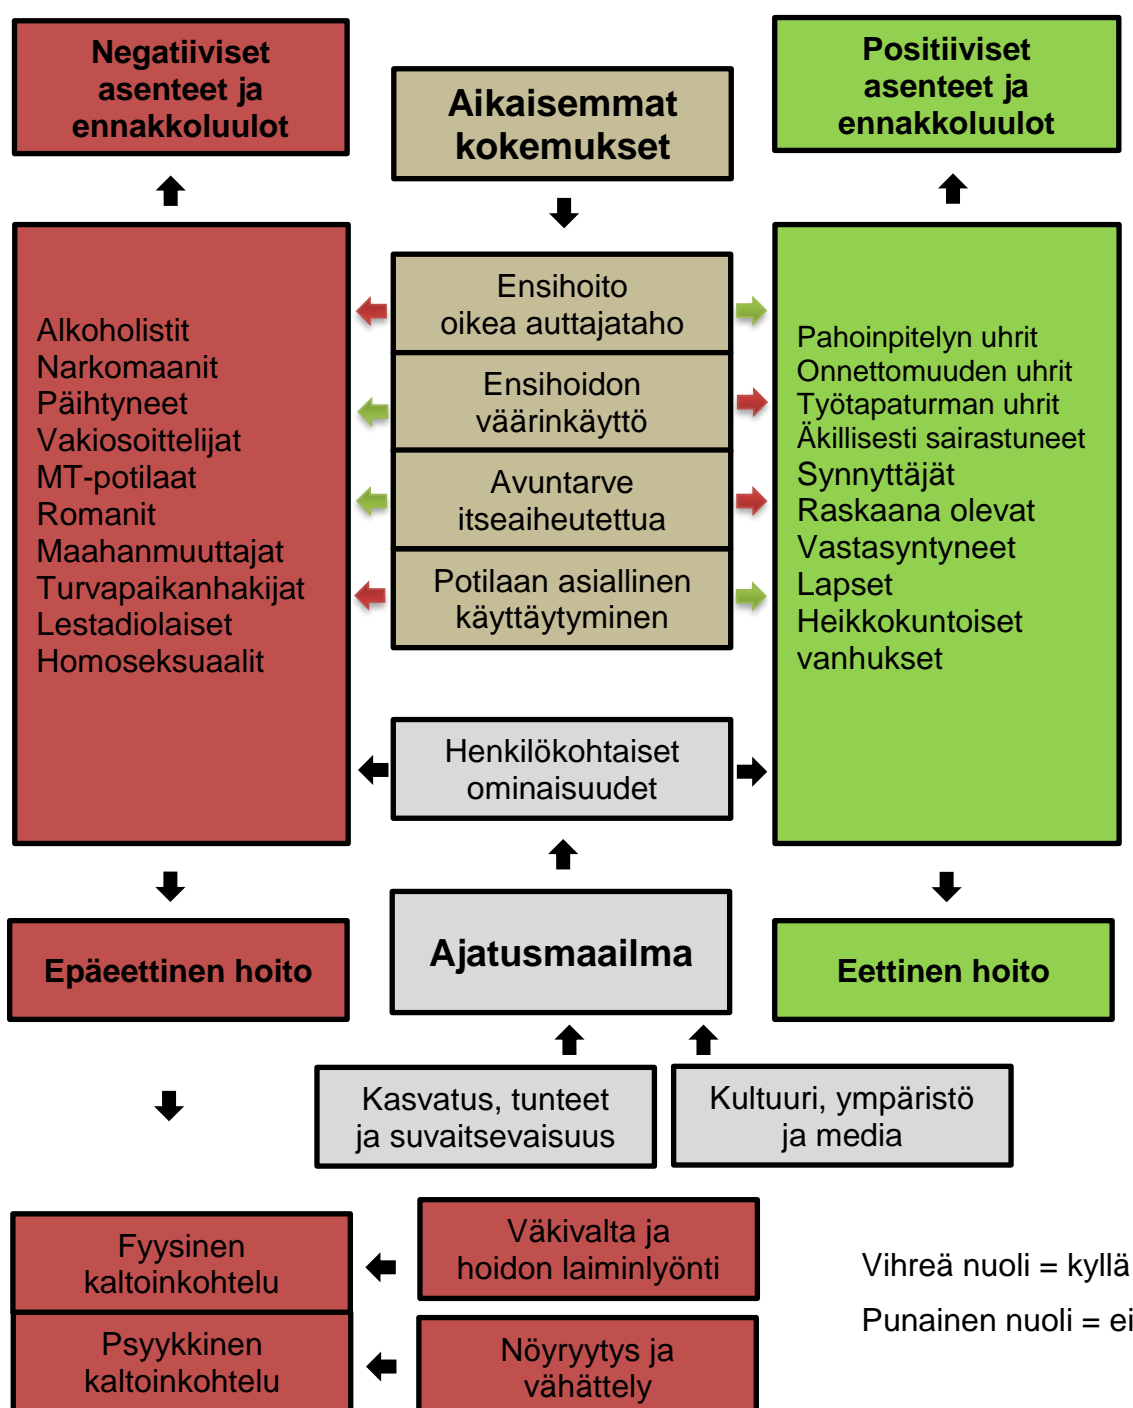 Negatiiviset
asenteet ja
ennakkoluulot
Aikaisemmat
kokemukset
Positiiviset
asenteet ja
ennakkoluulot
Alkoholistit
Narkomaanit
Päihtyneet
Vakiosoittelijat
MT-potilaat
Romanit
Maahanmuuttajat
Turvapaikanhakijat
Lestadiolaiset
Homoseksuaalit
Ensihoito
oikea auttajataho
Ensihoidon
väärinkäyttö
Avuntarve
itseaiheutettua
Potilaan asiallinen
käyttäytyminen
Pahoinpitelyn uhrit
Onnettomuuden uhrit
Työtapaturman uhrit
Äkillisesti sairastuneet
Synnyttäjät
Raskaana olevat
Vastasyntyneet
Lapset
Heikkokuntoiset
vanhukset
Henkilökohtaiset
ominaisuudet
Epäeettinen hoito
Ajatusmaailma
Eettinen hoito
Kasvatus, tunteet
ja suvaitsevaisuus
Kultuuri, ympäristö
ja media
Fyysinen
kaltoinkohtelu
Väkivalta ja
hoidon laiminlyönti
Psyykkinen
kaltoinkohtelu
Nöyryytys ja
vähättely
Vihreä nuoli = kyllä
Punainen nuoli = ei